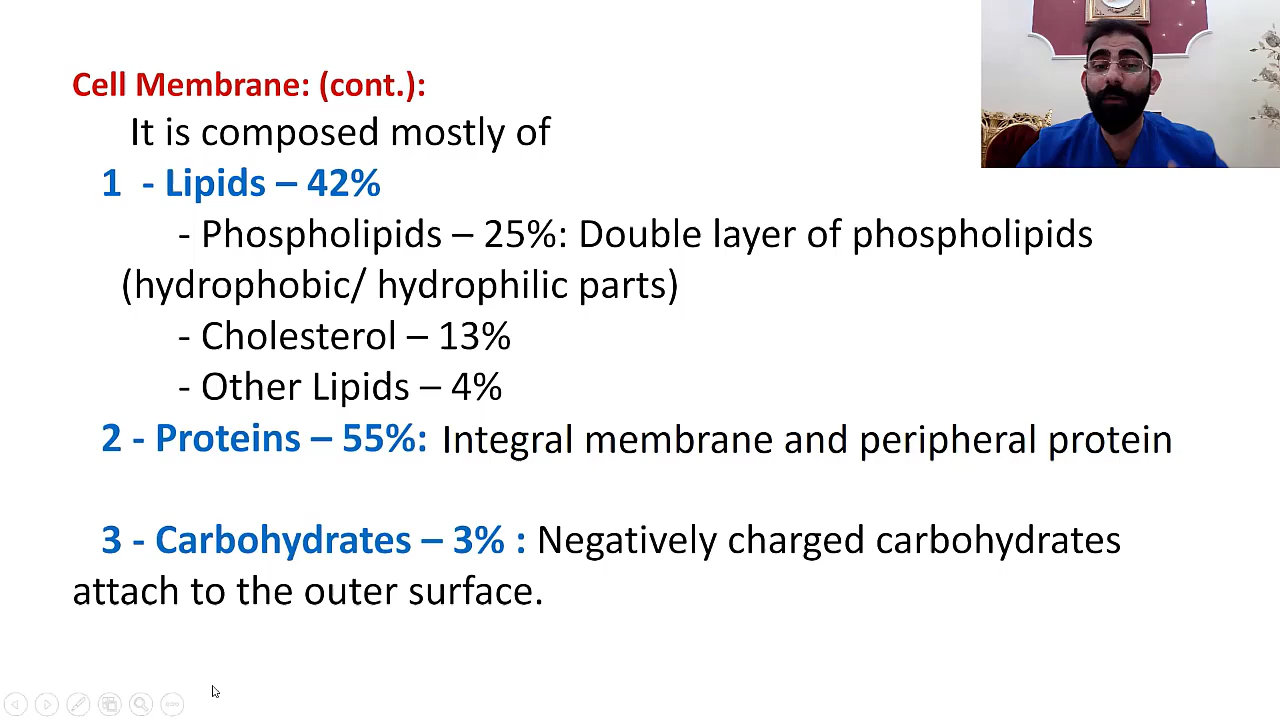 Cell Membrane: (cont.):
It is composed mostly of
1 - Lipids – 42%
- Phospholipids – 25%: Double layer of phospholipids
(hydrophobic/ hydrophilic parts)
- Cholesterol – 13%
- Other Lipids – 4%
2 - Proteins – 55%: Integral membrane and peripheral protein
3 - Carbohydrates – 3% : Negatively charged carbohydrates
attach to the outer surface.